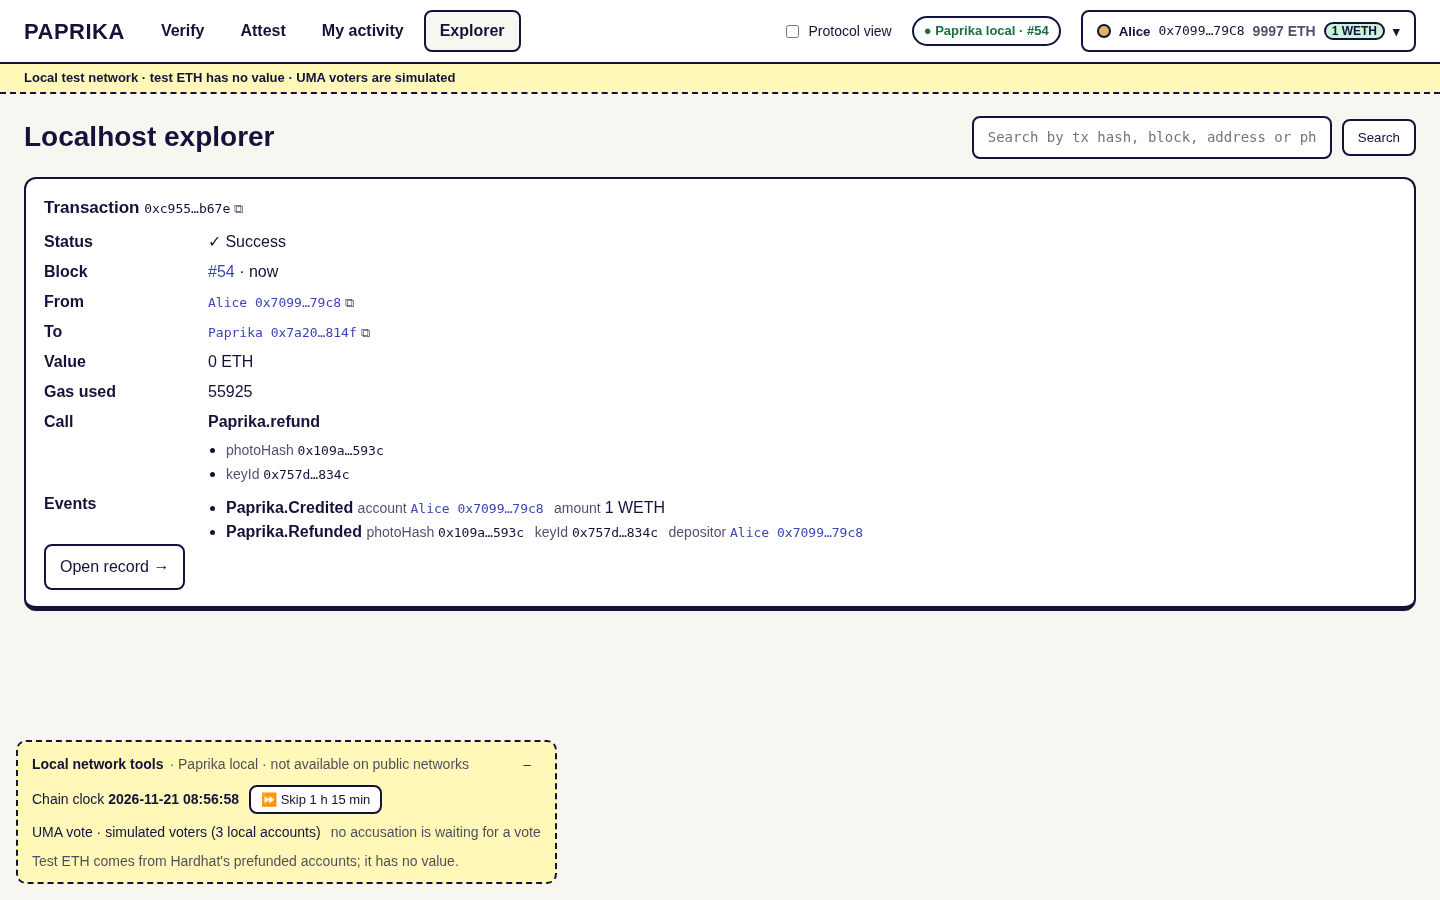 PAPRIKA Verify Attest My activity Explorer Protocol view ● Paprika local · #54 Alice 0x7099…79C8 9997 ETH 1 WETH ▾
Local test network · test ETH has no value · UMA voters are simulated
Localhost explorer Search by tx hash, block, address or ph Search
Transaction 0xc955…b67e ⧉
Status ✓ Success
Block #54 · now
From Alice 0x7099…79c8 ⧉
To Paprika 0x7a20…814f ⧉
Value 0 ETH
Gas used 55925
Call Paprika.refund
• photoHash 0x109a…593c
• keyId 0x757d…834c
Events • Paprika.Credited account Alice 0x7099…79c8 amount 1 WETH
• Paprika.Refunded photoHash 0x109a…593c keyId 0x757d…834c depositor Alice 0x7099…79c8
Open record →
Local network tools · Paprika local · not available on public networks –
Chain clock 2026-11-21 08:56:58 ⏩ Skip 1 h 15 min
UMA vote · simulated voters (3 local accounts) no accusation is waiting for a vote
Test ETH comes from Hardhat's prefunded accounts; it has no value.